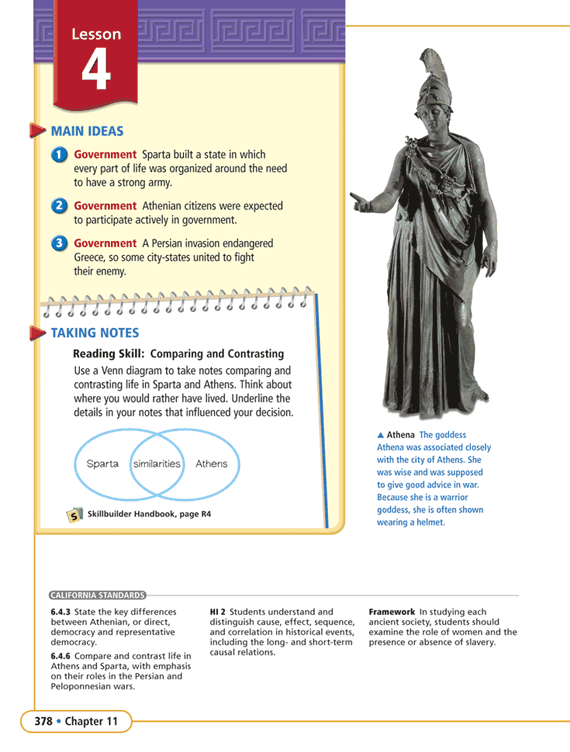 Lesson
4
MAIN IDEAS
1 Government Sparta built a state in which
every part of life was organized around the need
to have a strong army.
2 Government Athenian citizens were expected
to participate actively in government.
3 Government A Persian invasion endangered
Greece, so some city-states united to fight
their enemy.
TAKING NOTES
Reading Skill: Comparing and Contrasting
Use a Venn diagram to take notes comparing and
contrasting life in Sparta and Athens. Think about
where you would rather have lived. Underline the
details in your notes that influenced your decision.
Sparta similarities Athens
S Skillbuilder Handbook, page R4
▲ Athena The goddess
Athena was associated closely
with the city of Athens. She
was wise and was supposed
to give good advice in war.
Because she is a warrior
goddess, she is often shown
wearing a helmet.
CALIFORNIA STANDARDS
6.4.3 State the key differences
between Athenian, or direct,
democracy and representative
democracy.
6.4.6 Compare and contrast life in
Athens and Sparta, with emphasis
on their roles in the Persian and
Peloponnesian wars.
HI 2 Students understand and
distinguish cause, effect, sequence,
and correlation in historical events,
including the long- and short-term
causal relations.
Framework In studying each
ancient society, students should
examine the role of women and the
presence or absence of slavery.
378 • Chapter 11